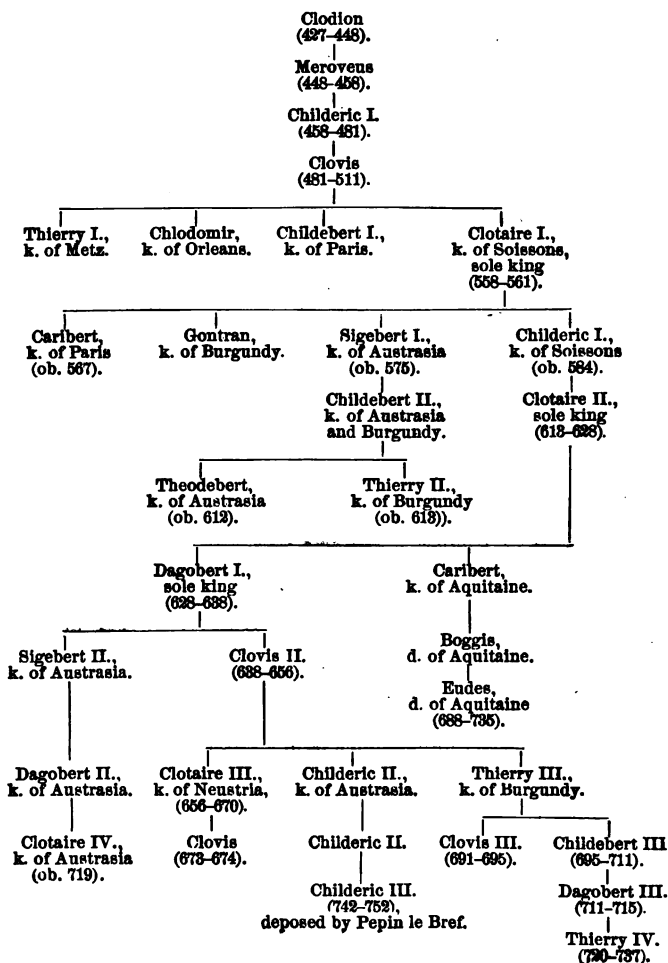 Clodion
(427–448).
Meroveus
(448–458).
Childeric I.
(458–481).
Clovis
(481–511).
Thierry I.,
k. of Metz.
Chlodomir,
k. of Orleans.
Childebert I.,
k. of Paris.
Clotaire I.,
k. of Soissons,
sole king
(558–561).
Caribert,
k. of Paris
(ob. 567).
Gontran,
k. of Burgundy.
Sigebert I.,
k. of Austrasia
(ob. 575).
Childeric I.,
k. of Soissons
(ob. 584).
Childebert II.,
k. of Austrasia
and Burgundy.
Clotaire II.,
sole king
(613–628).
Theodebert,
k. of Austrasia
(ob. 612).
Thierry II.,
k. of Burgundy
(ob. 613)).
Dagobert I.,
sole king
(628–638).
Caribert,
k. of Aquitaine.
Boggis,
d. of Aquitaine.
Eudes,
d. of Aquitaine
(688–735).
Sigebert II.,
k. of Austrasia.
Clovis II.
(638–656).
Dagobert II.,
k. of Austrasia.
Clotaire III.,
k. of Neustria,
(656–670).
Childeric II.,
k. of Austrasia.
Thierry III.,
k. of Burgundy.
Clotaire IV.,
k. of Austrasia
(ob. 719).
Clovis
(673–674).
Childeric II.
Clovis III.
(691–695).
Childebert III
(695–711).
Childeric III.
(742–752),
deposed by Pepin le Bref.
Dagobert III.
(711–715).
Thierry IV.
(720–737).